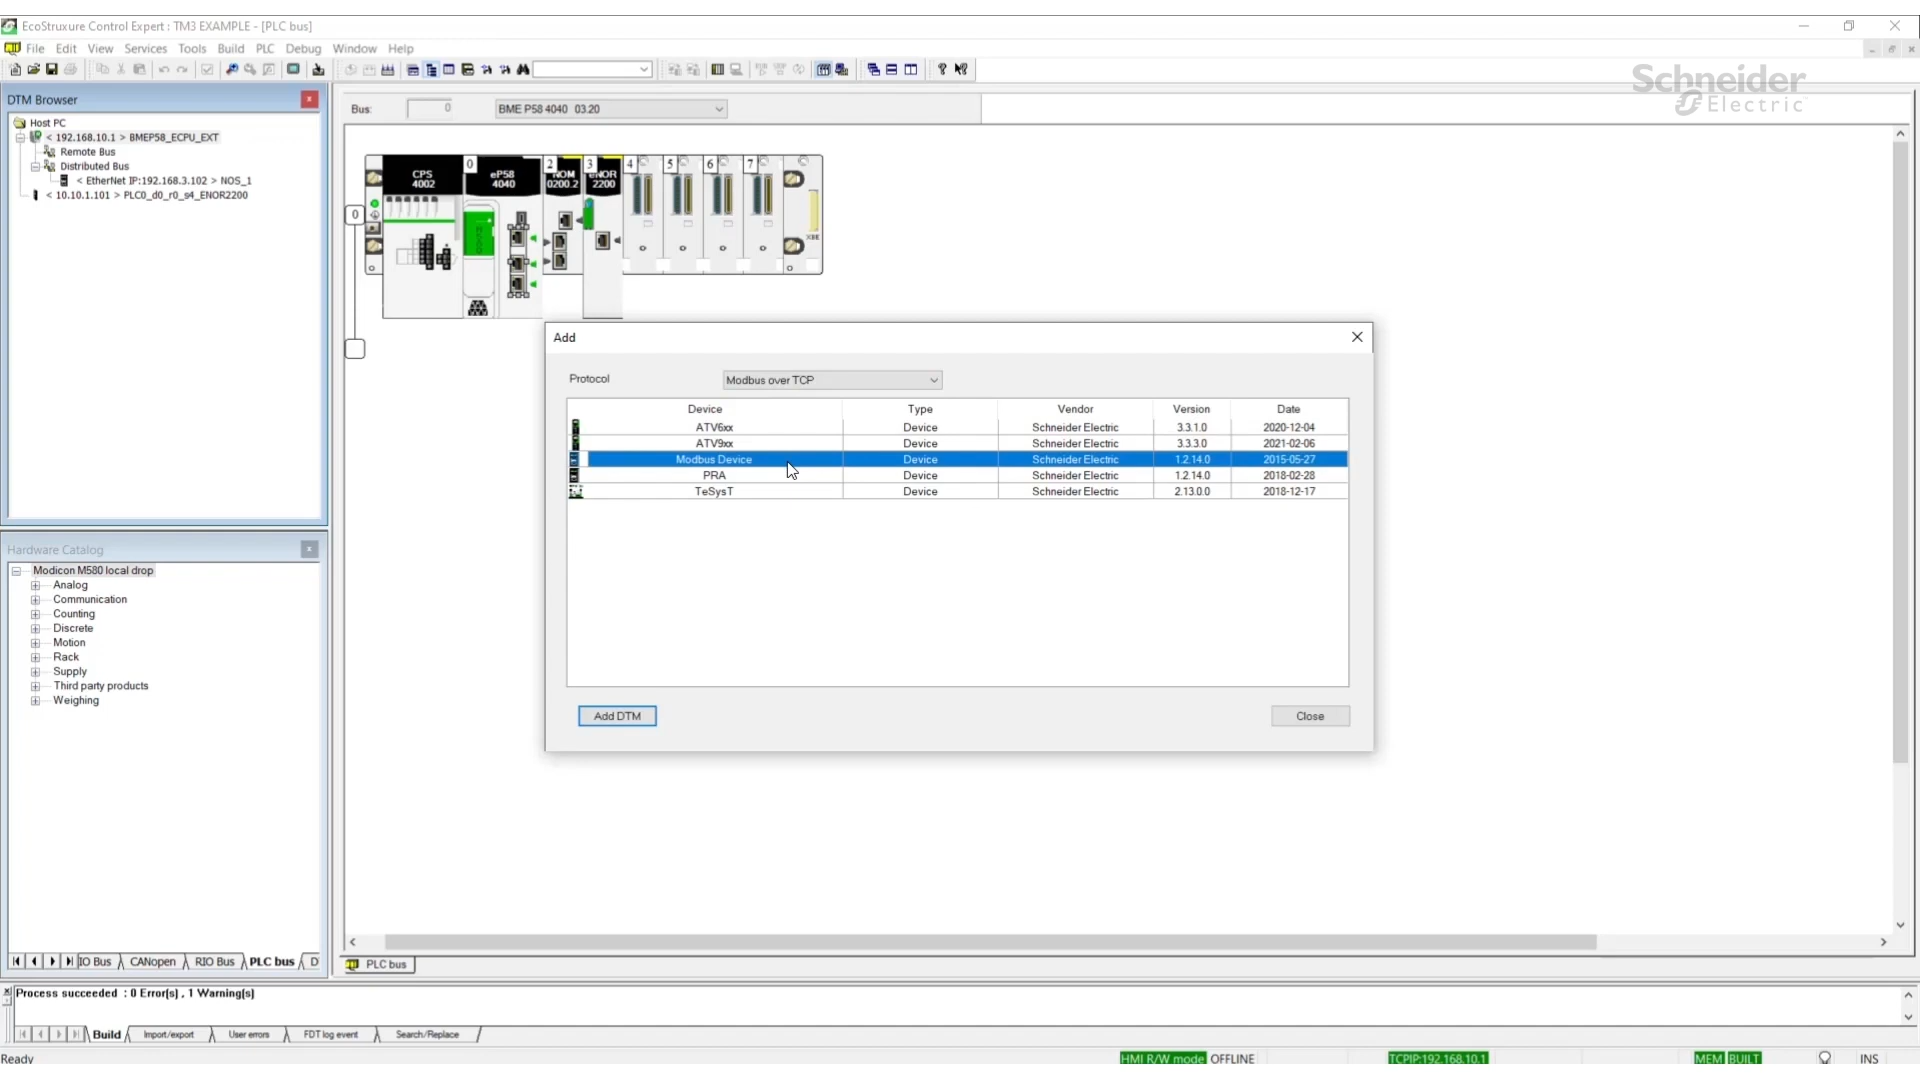 EcoStruxure Control Expert : TM3 EXAMPLE - [PLC bus]
File Edit View Services Tools Build PLC Debug Window Help
Schneider Electric
DTM Browser
Host PC
< 192.168.10.1 > BMEP58_ECPU_EXT
Remote Bus
Distributed Bus
< EtherNet IP:192.168.3.102 > NOS_1
< 10.10.1.101 > PLC0_d0_r0_s4_ENOR2200
Bus: 0 BME P58 4040 03.20
0 2 3 4 5 6 7
CPS 4002
eP58 4040
NOM 0200.2
eNOR 2200
0
XBE
Add
Protocol Modbus over TCP
Device Type Vendor Version Date
ATV6xx Device Schneider Electric 3.3.1.0 2020-12-04
ATV9xx Device Schneider Electric 3.3.3.0 2021-02-06
Modbus Device Device Schneider Electric 1.2.14.0 2015-05-27
PRA Device Schneider Electric 1.2.14.0 2018-02-28
TeSysT Device Schneider Electric 2.13.0.0 2018-12-17
Add DTM Close
Hardware Catalog
Modicon M580 local drop
Analog
Communication
Counting
Discrete
Motion
Rack
Supply
Third party products
Weighing
IO Bus CANopen RIO Bus PLC bus D
PLC bus
Process succeeded : 0 Error(s) , 1 Warning(s)
Build Import/export User errors FDT log event Search/Replace
Ready HMI R/W mode OFFLINE TCPIP:192.168.10.1 MEM BUILT INS